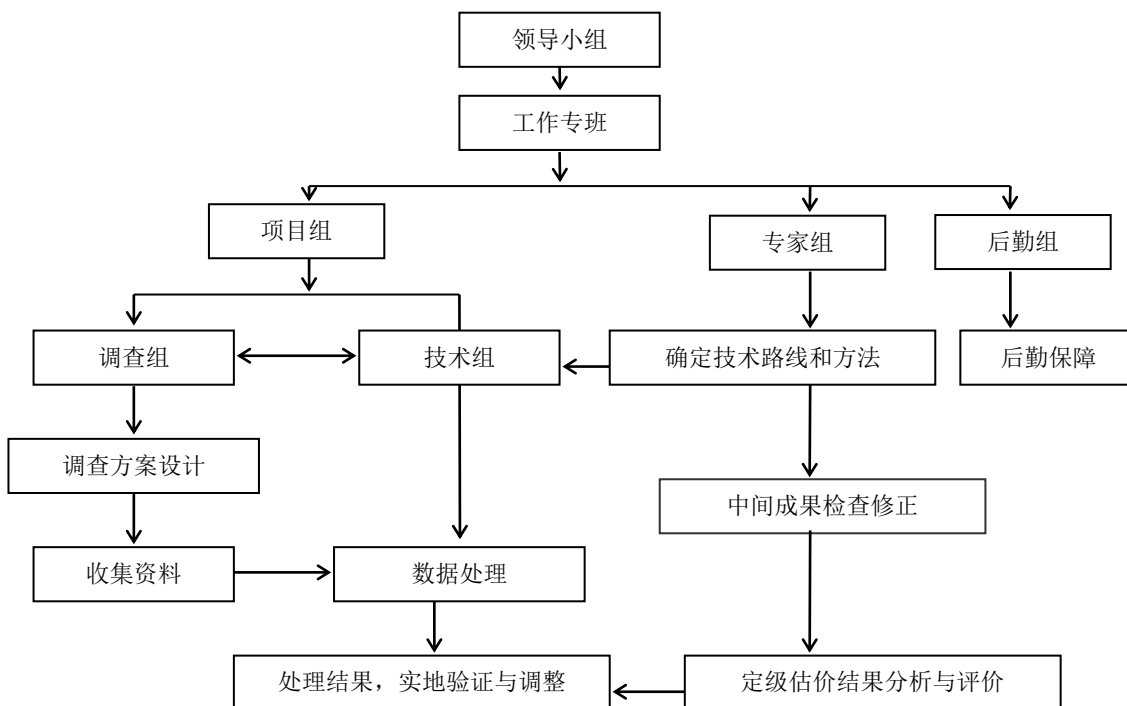 领导小组
工作专班
项目组
专家组
后勤组
调查组
技术组
确定技术路线和方法
后勤保障
调查方案设计
中间成果检查修正
收集资料
数据处理
处理结果，实地验证与调整
定级估价结果分析与评价